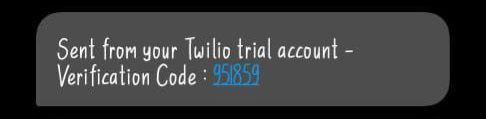 Sent from your Twilio trial account -
Verification Code : 951859